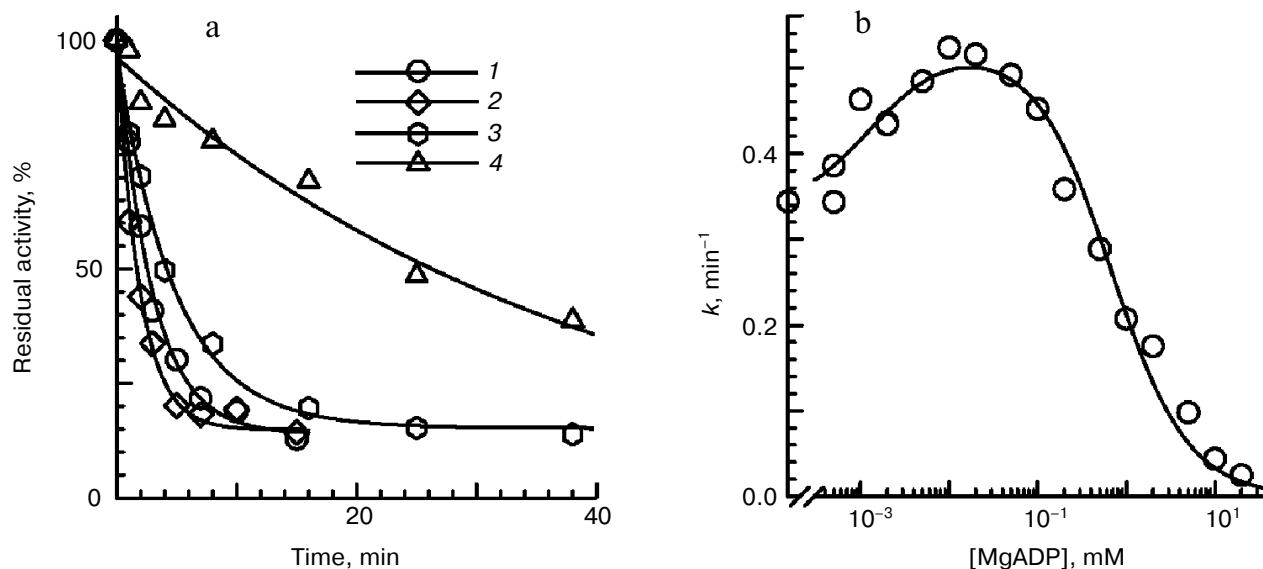 a
100
50
0
Residual activity, %
1
2
3
4
20
40
Time, min
b
0.4
0.2
0.0
k, min⁻¹
10⁻³
10⁻¹
10¹
[MgADP], mM